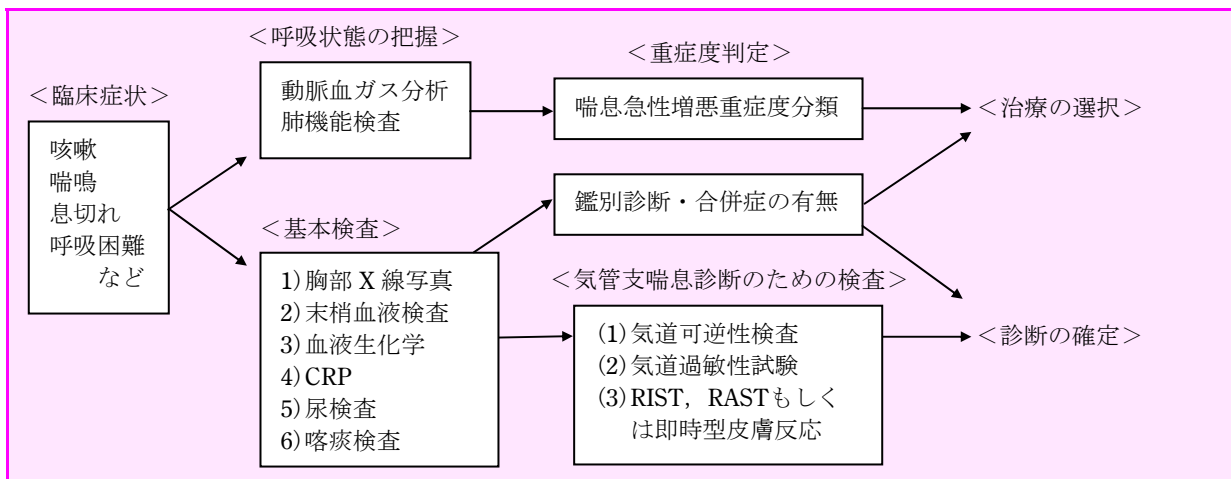 ＜臨床症状＞
咳嗽
喘鳴
息切れ
呼吸困難
など
＜呼吸状態の把握＞
動脈血ガス分析
肺機能検査
＜基本検査＞
1)胸部 X 線写真
2)末梢血液検査
3)血液生化学
4)CRP
5)尿検査
6)喀痰検査
＜重症度判定＞
喘息急性増悪重症度分類
鑑別診断・合併症の有無
＜気管支喘息診断のための検査＞
(1)気道可逆性検査
(2)気道過敏性試験
(3)RIST，RASTもしく
は即時型皮膚反応
＜治療の選択＞
＜診断の確定＞